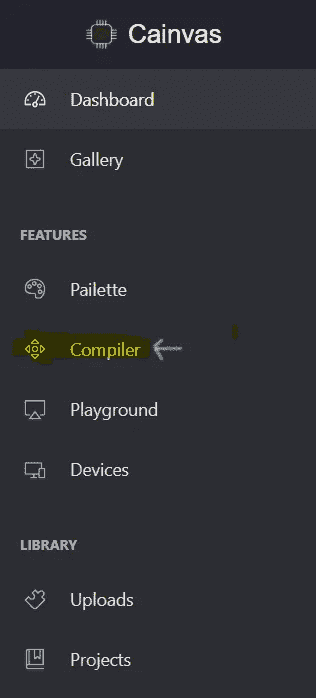 Cainvas
Dashboard
Gallery
FEATURES
Pailette
Compiler
Playground
Devices
LIBRARY
Uploads
Projects